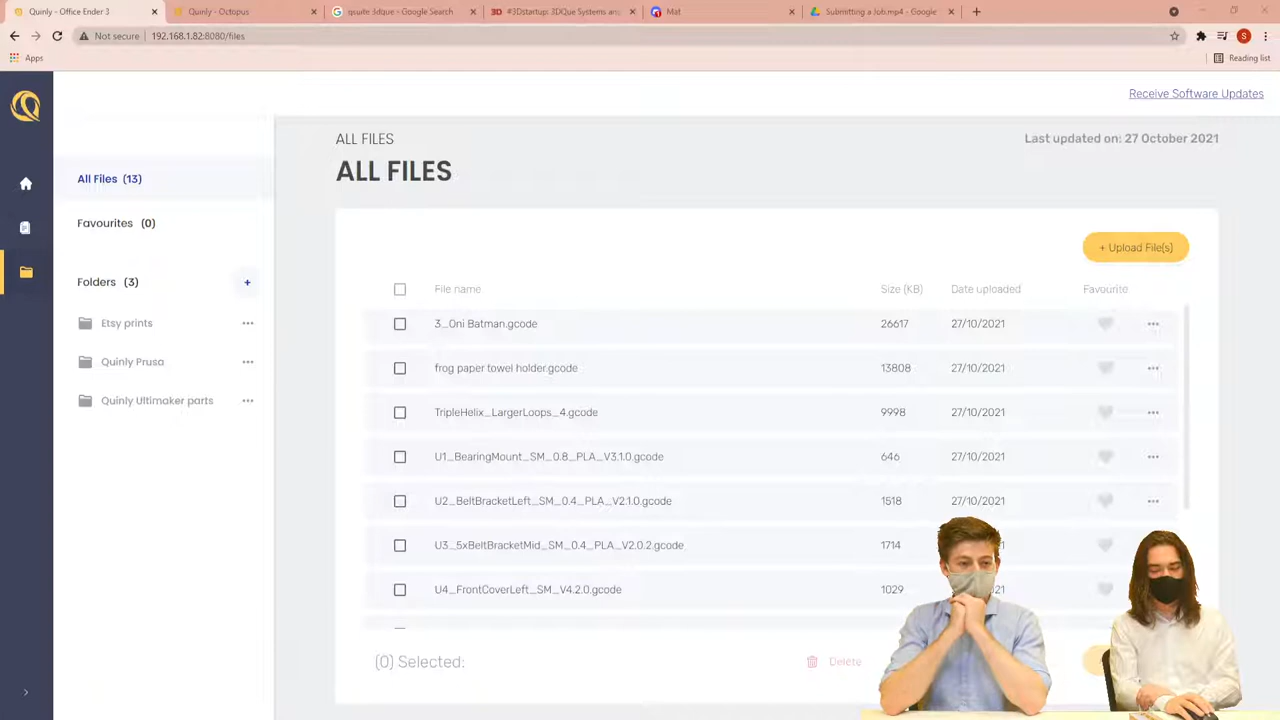 Quinly - Office Ender 3
Quinly - Octopus
qsuite 3dque - Google Search
#3Dstartup: 3DQue Systems an
Mat
Submitting a Job.mp4 - Google
Not secure 192.168.1.82:8080/files
S
Apps
Reading list
Receive Software Updates
ALL FILES
Last updated on: 27 October 2021
ALL FILES
All Files (13)
Favourites (0)
+ Upload File(s)
Folders (3)
+
File name Size (KB) Date uploaded Favourite
Etsy prints
3_Oni Batman.gcode 26617 27/10/2021
Quinly Prusa
frog paper towel holder.gcode 13808 27/10/2021
Quinly Ultimaker parts
TripleHelix_LargerLoops_4.gcode 9998 27/10/2021
U1_BearingMount_SM_0.8_PLA_V3.1.0.gcode 646 27/10/2021
U2_BeltBracketLeft_SM_0.4_PLA_V2.1.0.gcode 1518 27/10/2021
U3_5xBeltBracketMid_SM_0.4_PLA_V2.0.2.gcode 1714
U4_FrontCoverLeft_SM_V4.2.0.gcode 1029
(0) Selected:
Delete